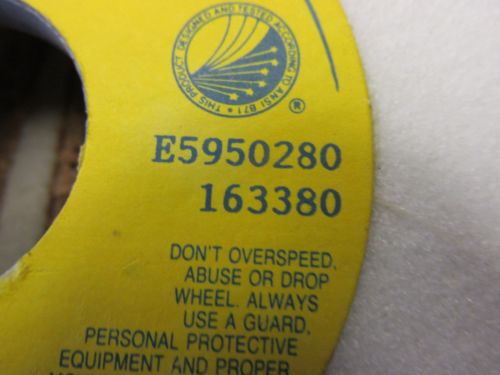 THIS PRODUCT DESIGNED AND TESTED ACCORDING TO ANSI B7.1 ★
®
E5950280
163380
DON'T OVERSPEED,
ABUSE OR DROP
WHEEL. ALWAYS
USE A GUARD,
PERSONAL PROTECTIVE
EQUIPMENT AND PROPER